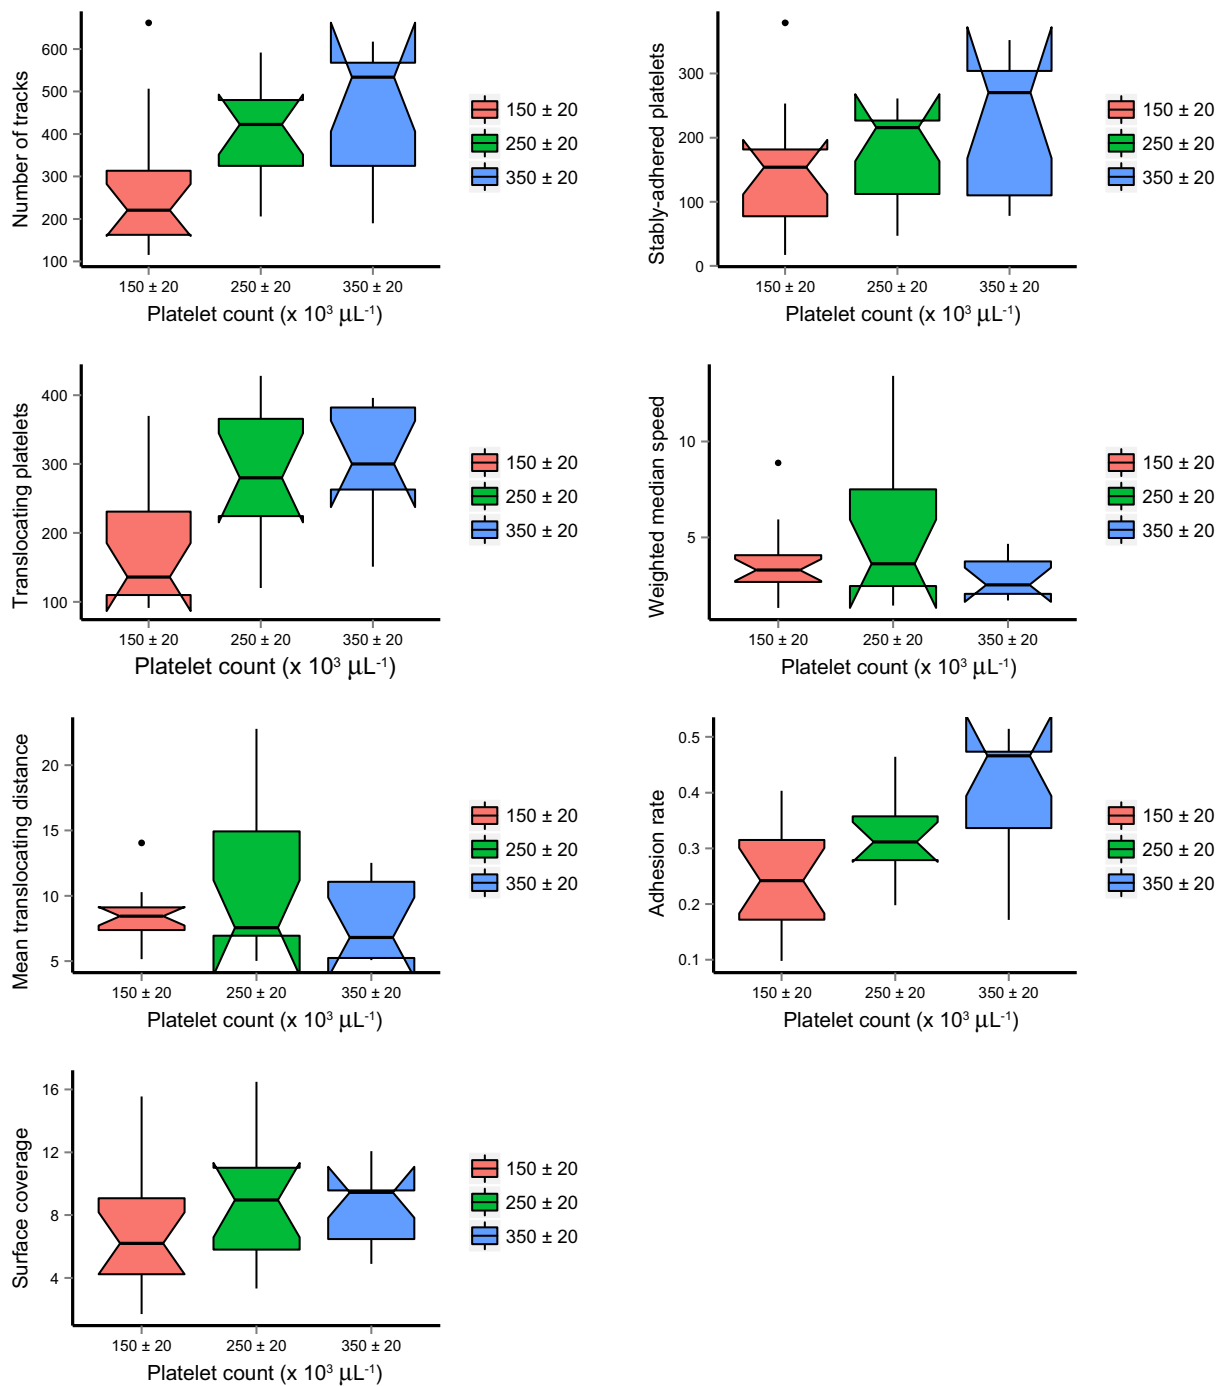 Number of tracks
600
500
400
300
200
100
150 ± 20 250 ± 20 350 ± 20
Platelet count (x 10³ μL⁻¹)
150 ± 20
250 ± 20
350 ± 20
Stably-adhered platelets
300
200
100
0
150 ± 20 250 ± 20 350 ± 20
Platelet count (x 10³ μL⁻¹)
150 ± 20
250 ± 20
350 ± 20
Translocating platelets
400
300
200
100
150 ± 20 250 ± 20 350 ± 20
Platelet count (x 10³ μL⁻¹)
150 ± 20
250 ± 20
350 ± 20
Weighted median speed
10
5
150 ± 20 250 ± 20 350 ± 20
Platelet count (x 10³ μL⁻¹)
150 ± 20
250 ± 20
350 ± 20
Mean translocating distance
20
15
10
5
150 ± 20 250 ± 20 350 ± 20
Platelet count (x 10³ μL⁻¹)
150 ± 20
250 ± 20
350 ± 20
Adhesion rate
0.5
0.4
0.3
0.2
0.1
150 ± 20 250 ± 20 350 ± 20
Platelet count (x 10³ μL⁻¹)
150 ± 20
250 ± 20
350 ± 20
Surface coverage
16
12
8
4
150 ± 20 250 ± 20 350 ± 20
Platelet count (x 10³ μL⁻¹)
150 ± 20
250 ± 20
350 ± 20